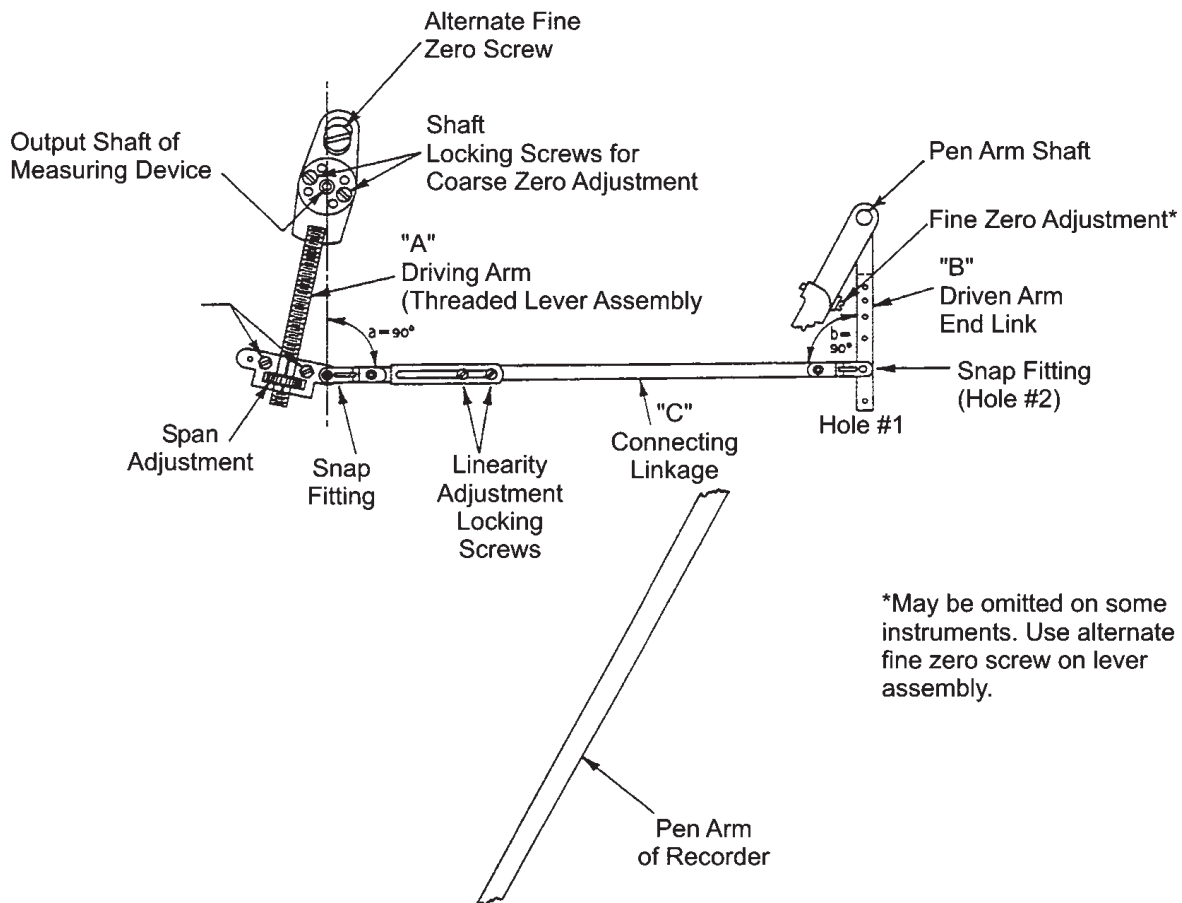 Alternate Fine
Zero Screw
Output Shaft of
Measuring Device
Shaft
Locking Screws for
Coarse Zero Adjustment
Pen Arm Shaft
Fine Zero Adjustment*
"A"
Driving Arm
(Threaded Lever Assembly
"B"
Driven Arm
End Link
a = 90°
b =
90°
Snap Fitting
(Hole #2)
Hole #1
"C"
Connecting
Linkage
Span
Adjustment
Snap
Fitting
Linearity
Adjustment
Locking
Screws
*May be omitted on some
instruments. Use alternate
fine zero screw on lever
assembly.
Pen Arm
of Recorder